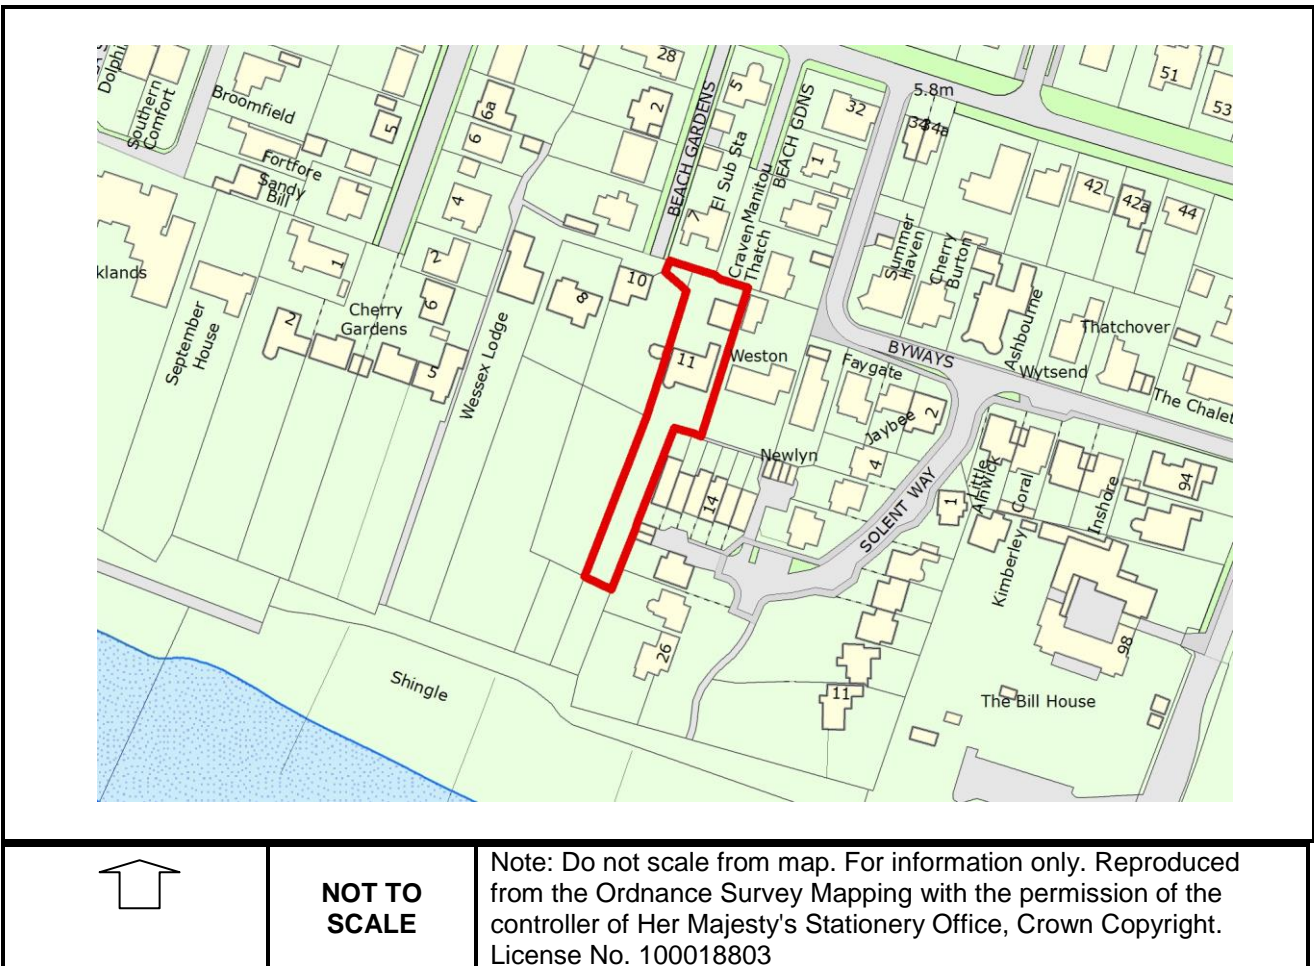 Dolphi
Southern
Comfort
Broomfield
5
6a
6
28
2
BEACH GARDENS
5
El Sub Sta
BEACH GDNS
Manitou
32
1
5.8m
34
34a
51
53
Fortfore
Sandy
Bill
4
7
Craven
Thatch
42
42a
44
klands
1
2
6
Cherry
Gardens
2
5
September
House
Wessex Lodge
8
10
11
Weston
Summer
Haven
Cherry
Burton
Ashbourne
Thatchover
BYWAYS
Faygate
Wytsend
The Chalet
Jaybee
2
Newlyn
4
14
SOLENT WAY
1
Little
Alnwick
Coral
Kimberley
Inshore
94
98
26
11
The Bill House
Shingle
NOT TO
SCALE
Note: Do not scale from map. For information only. Reproduced
from the Ordnance Survey Mapping with the permission of the
controller of Her Majesty's Stationery Office, Crown Copyright.
License No. 100018803